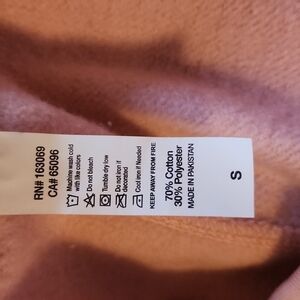 RN# 163069
CA# 65096
Machine wash cold
with like colors
Do not bleach
Tumble dry low
Do not iron if
decorated
Cool iron if Needed
KEEP AWAY FROM FIRE
70% Cotton
30% Polyester
MADE IN PAKISTAN
S